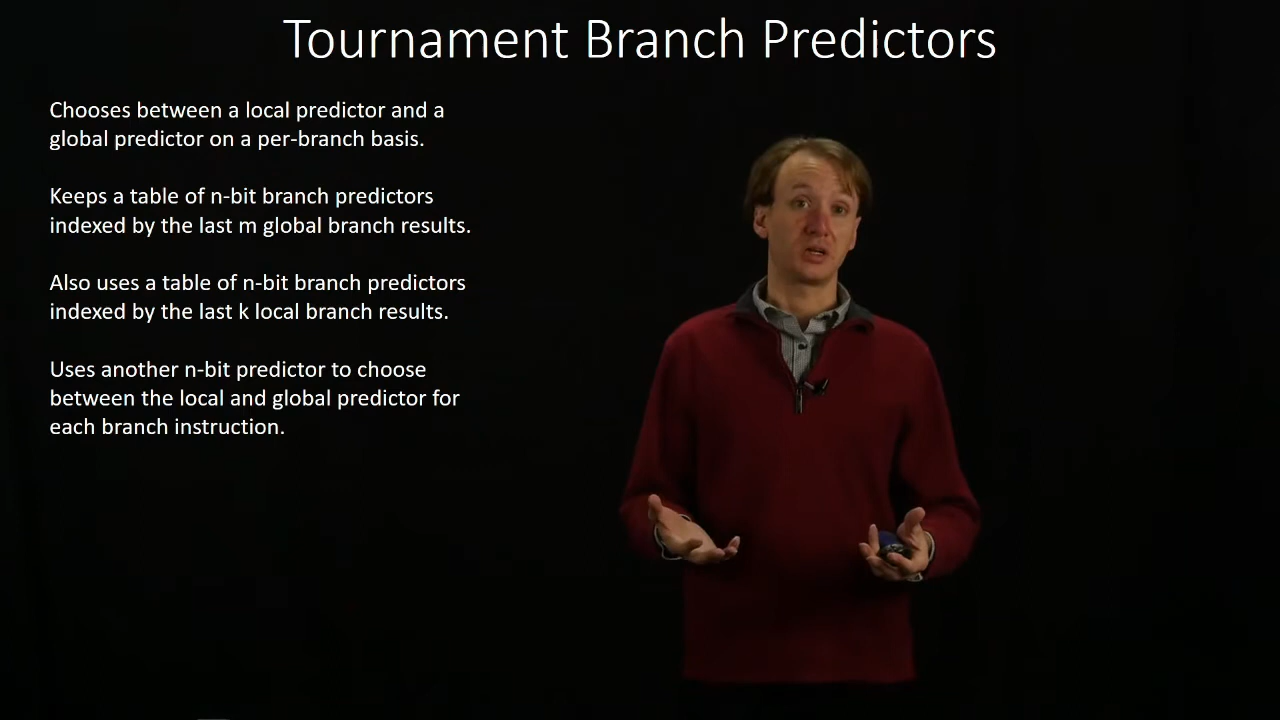 Tournament Branch Predictors
Chooses between a local predictor and a
global predictor on a per-branch basis.
Keeps a table of n-bit branch predictors
indexed by the last m global branch results.
Also uses a table of n-bit branch predictors
indexed by the last k local branch results.
Uses another n-bit predictor to choose
between the local and global predictor for
each branch instruction.